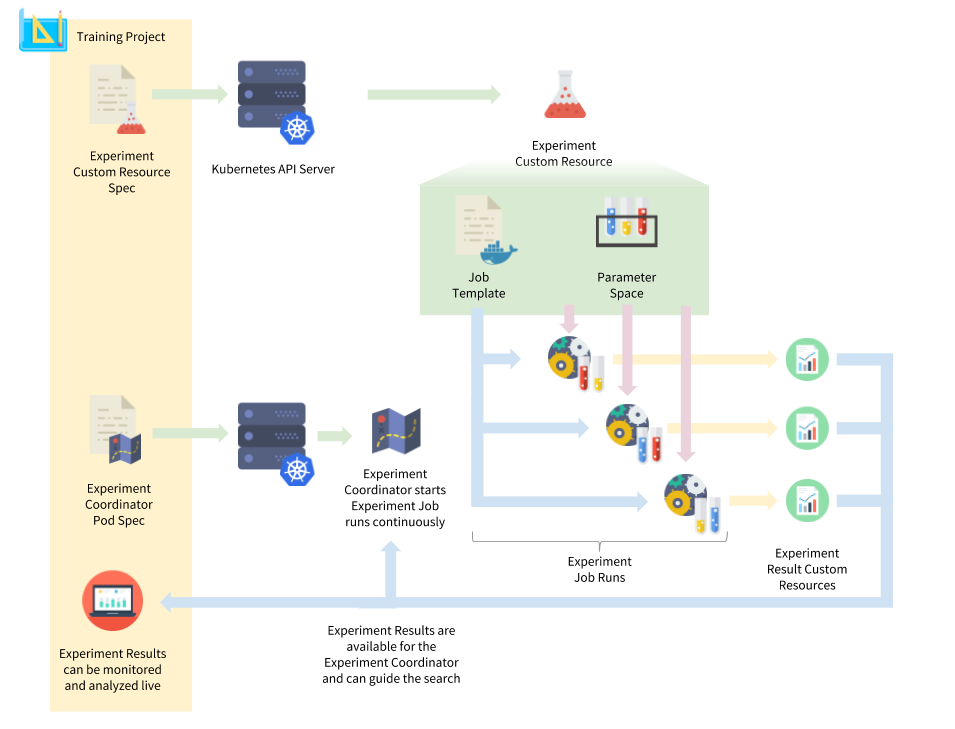 Training Project
Experiment
Custom Resource
Spec
Kubernetes API Server
Experiment
Custom Resource
Job
Template
Parameter
Space
Experiment
Coordinator
Pod Spec
Experiment
Coordinator starts
Experiment Job
runs continuously
Experiment
Job Runs
Experiment
Result Custom
Resources
Experiment Results
can be monitored
and analyzed live
Experiment Results are
available for the
Experiment Coordinator
and can guide the search